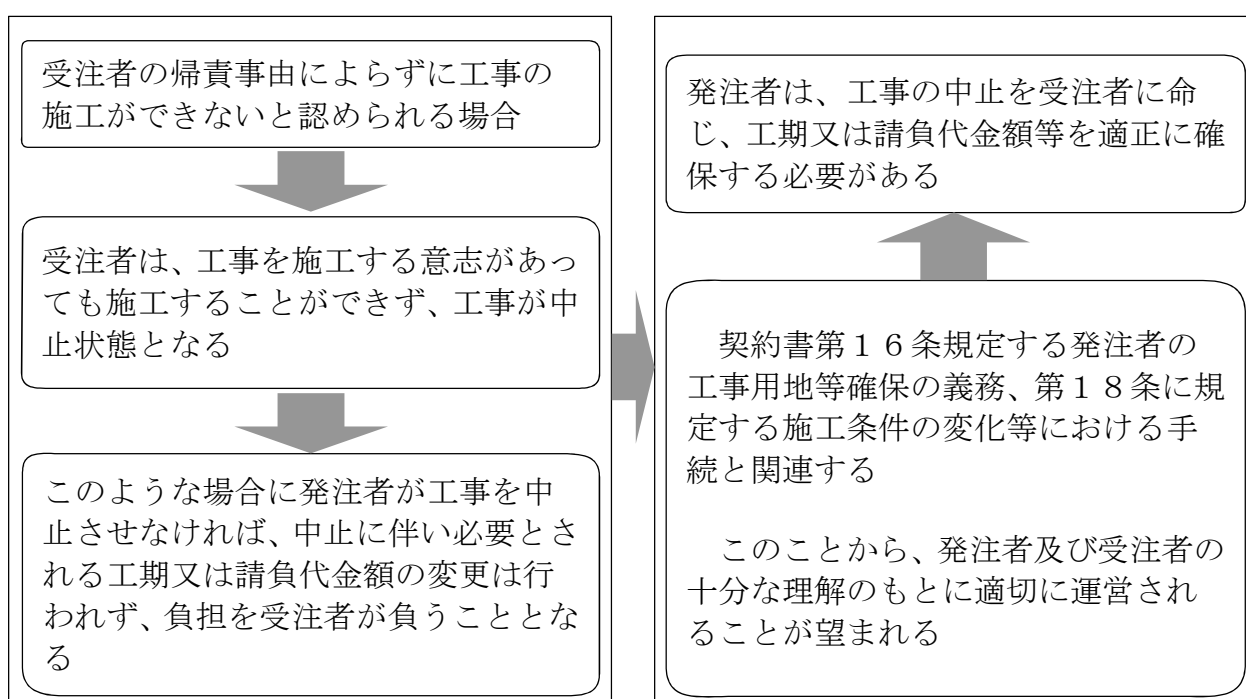 受注者の帰責事由によらずに工事の
施工ができないと認められる場合
受注者は、工事を施工する意志があっ
ても施工することができず、工事が中
止状態となる
このような場合に発注者が工事を中
止させなければ、中止に伴い必要とさ
れる工期又は請負代金額の変更は行
われず、負担を受注者が負うこととな
る
発注者は、工事の中止を受注者に命
じ、工期又は請負代金額等を適正に確
保する必要がある
契約書第１６条規定する発注者の
工事用地等確保の義務、第１８条に規
定する施工条件の変化等における手
続と関連する
このことから、発注者及び受注者の
十分な理解のもとに適切に運営され
ることが望まれる